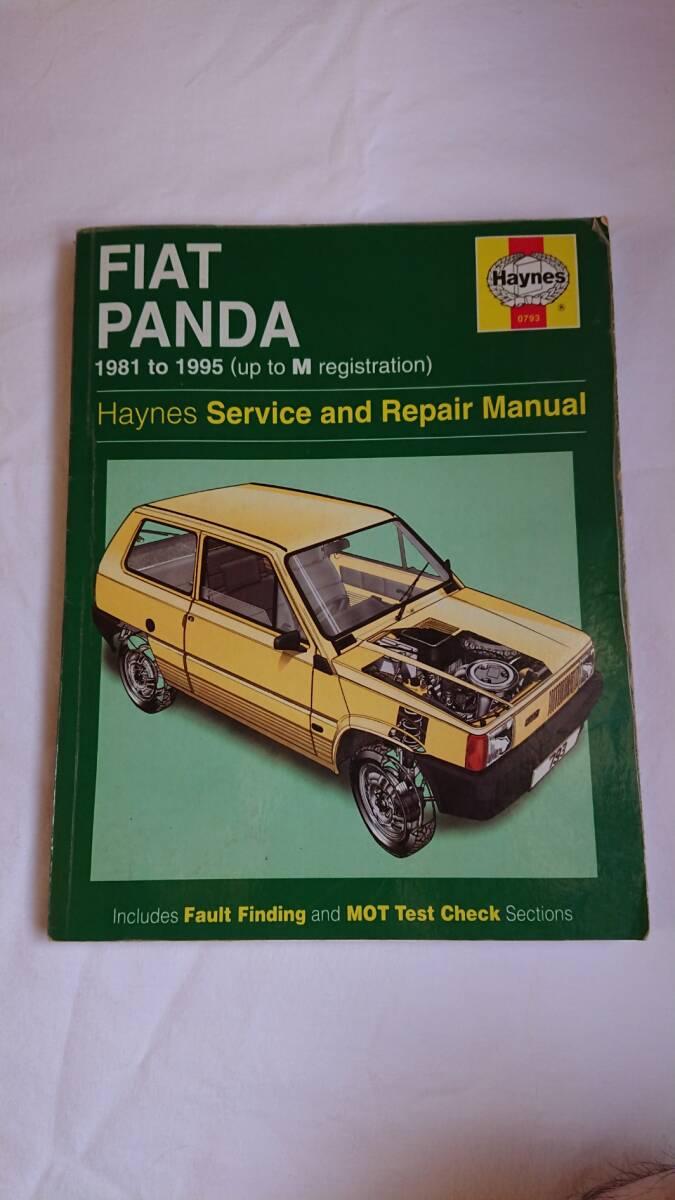 FIAT
PANDA
Haynes
®
0793
1981 to 1995 (up to M registration)
Haynes Service and Repair Manual
793
Includes Fault Finding and MOT Test Check Sections